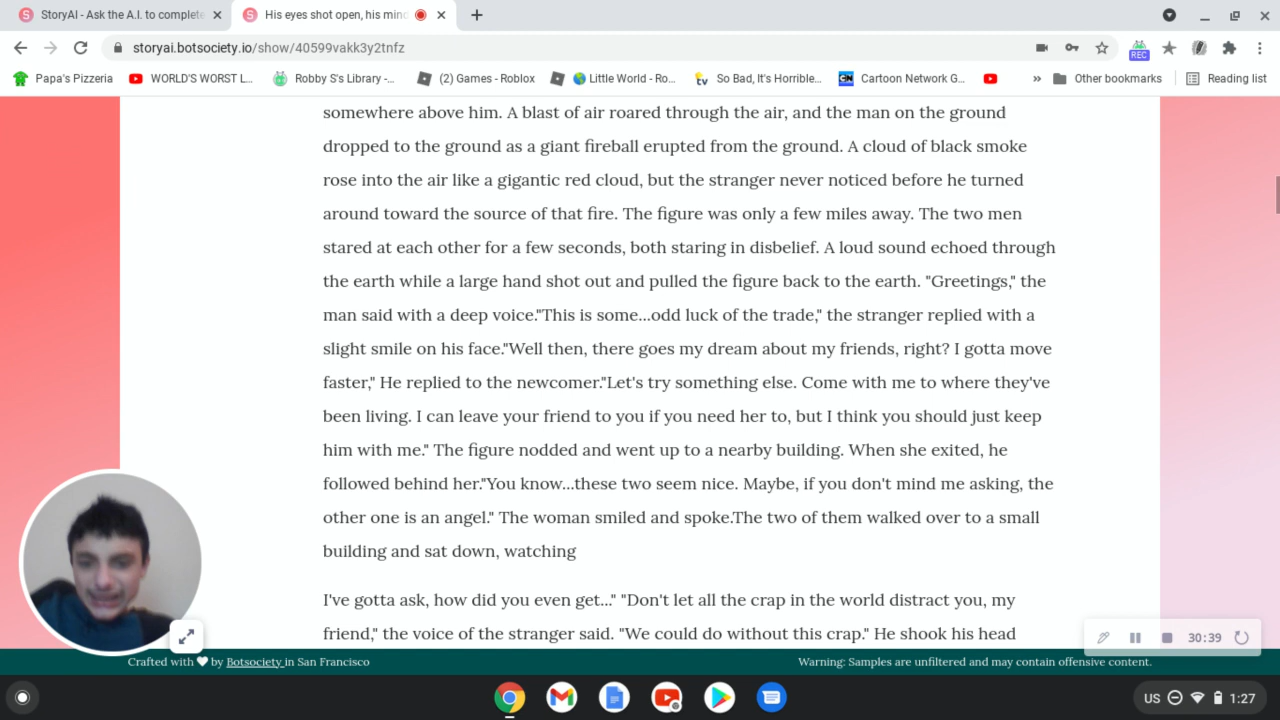 StoryAI - Ask the A.I. to complete
His eyes shot open, his mind
storyai.botsociety.io/show/40599vakk3y2tnfz
REC
Papa's Pizzeria
WORLD'S WORST L...
Robby S's Library -...
(2) Games - Roblox
Little World - Ro...
tv
So Bad, It's Horrible...
CN
Cartoon Network G...
»
Other bookmarks
Reading list
somewhere above him. A blast of air roared through the air, and the man on the ground
dropped to the ground as a giant fireball erupted from the ground. A cloud of black smoke
rose into the air like a gigantic red cloud, but the stranger never noticed before he turned
around toward the source of that fire. The figure was only a few miles away. The two men
stared at each other for a few seconds, both staring in disbelief. A loud sound echoed through
the earth while a large hand shot out and pulled the figure back to the earth. "Greetings," the
man said with a deep voice."This is some...odd luck of the trade," the stranger replied with a
slight smile on his face."Well then, there goes my dream about my friends, right? I gotta move
faster," He replied to the newcomer."Let's try something else. Come with me to where they've
been living. I can leave your friend to you if you need her to, but I think you should just keep
him with me." The figure nodded and went up to a nearby building. When she exited, he
followed behind her."You know...these two seem nice. Maybe, if you don't mind me asking, the
other one is an angel." The woman smiled and spoke.The two of them walked over to a small
building and sat down, watching
I've gotta ask, how did you even get..." "Don't let all the crap in the world distract you, my
friend," the voice of the stranger said. "We could do without this crap." He shook his head
30:39
Crafted with ♥ by Botsociety in San Francisco
Warning: Samples are unfiltered and may contain offensive content.
US
1:27